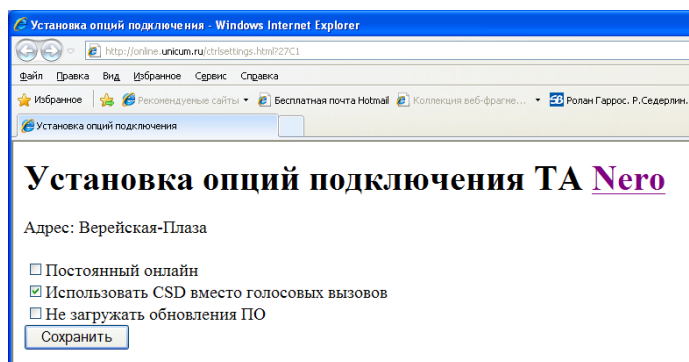 Установка опций подключения - Windows Internet Explorer
http://online.unicum.ru/ctrlsettings.html?27C1
Файл Правка Вид Избранное Сервис Справка
Избранное Рекомендуемые сайты Бесплатная почта Hotmail Коллекция веб-фрагме... Ролан Гаррос. Р.Седерлин.
Установка опций подключения
Установка опций подключения ТА Nero
Адрес: Верейская-Плаза
Постоянный онлайн
Использовать CSD вместо голосовых вызовов
Не загружать обновления ПО
Сохранить